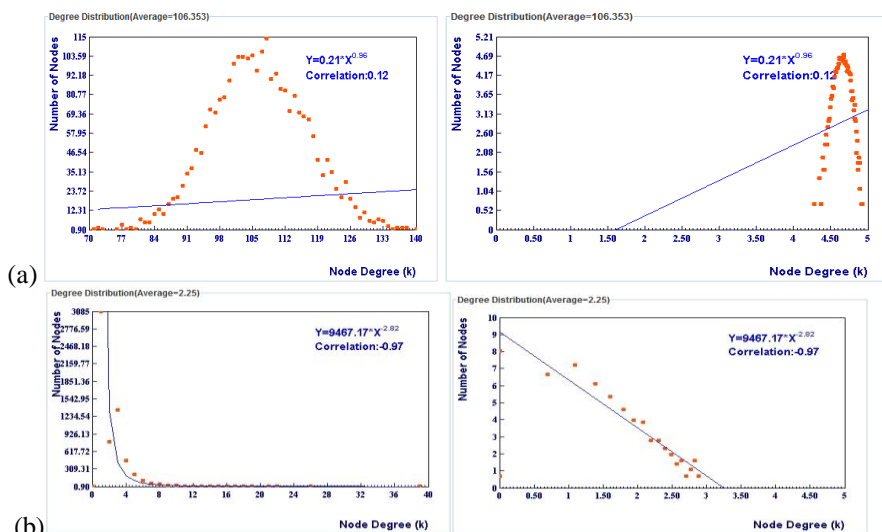 Degree Distribution(Average=106.353)
Number of Nodes
115
103.59
92.18
80.77
69.36
57.95
46.54
35.13
23.72
12.31
0.90
Y=0.21*X^0.96
Correlation:0.12
70 77 84 91 98 105 112 119 126 133 140
Node Degree (k)
Degree Distribution(Average=106.353)
Number of Nodes
5.21
4.69
4.17
3.65
3.13
2.60
2.08
1.56
1.04
0.52
0
Y=0.21*X^0.96
Correlation:0.12
0 0.50 1 1.50 2 2.50 3 3.50 4 4.50 5
Node Degree (k)
(a)
Degree Distribution(Average=2.25)
Number of Nodes
3085
2776.59
2468.18
2159.77
1851.36
1542.95
1234.54
926.13
617.72
309.31
0.90
Y=9467.17*X^-2.82
Correlation:-0.97
0 4 8 12 16 20 24 28 32 36 40
Node Degree (k)
Degree Distribution(Average=2.25)
Number of Nodes
10
9
8
7
6
5
4
3
2
1
0
Y=9467.17*X^-2.82
Correlation:-0.97
0 0.50 1 1.50 2 2.50 3 3.50 4 4.50 5
Node Degree (k)
(b)